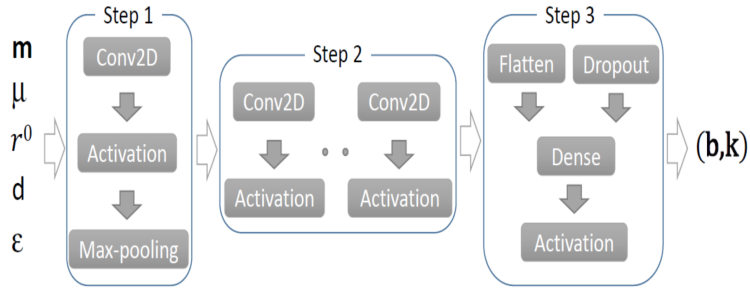 m
μ
r⁰
d
ε
Step 1
Conv2D
Activation
Max-pooling
Step 2
Conv2D Conv2D
Activation Activation
Step 3
Flatten Dropout
Dense
Activation
(b,k)